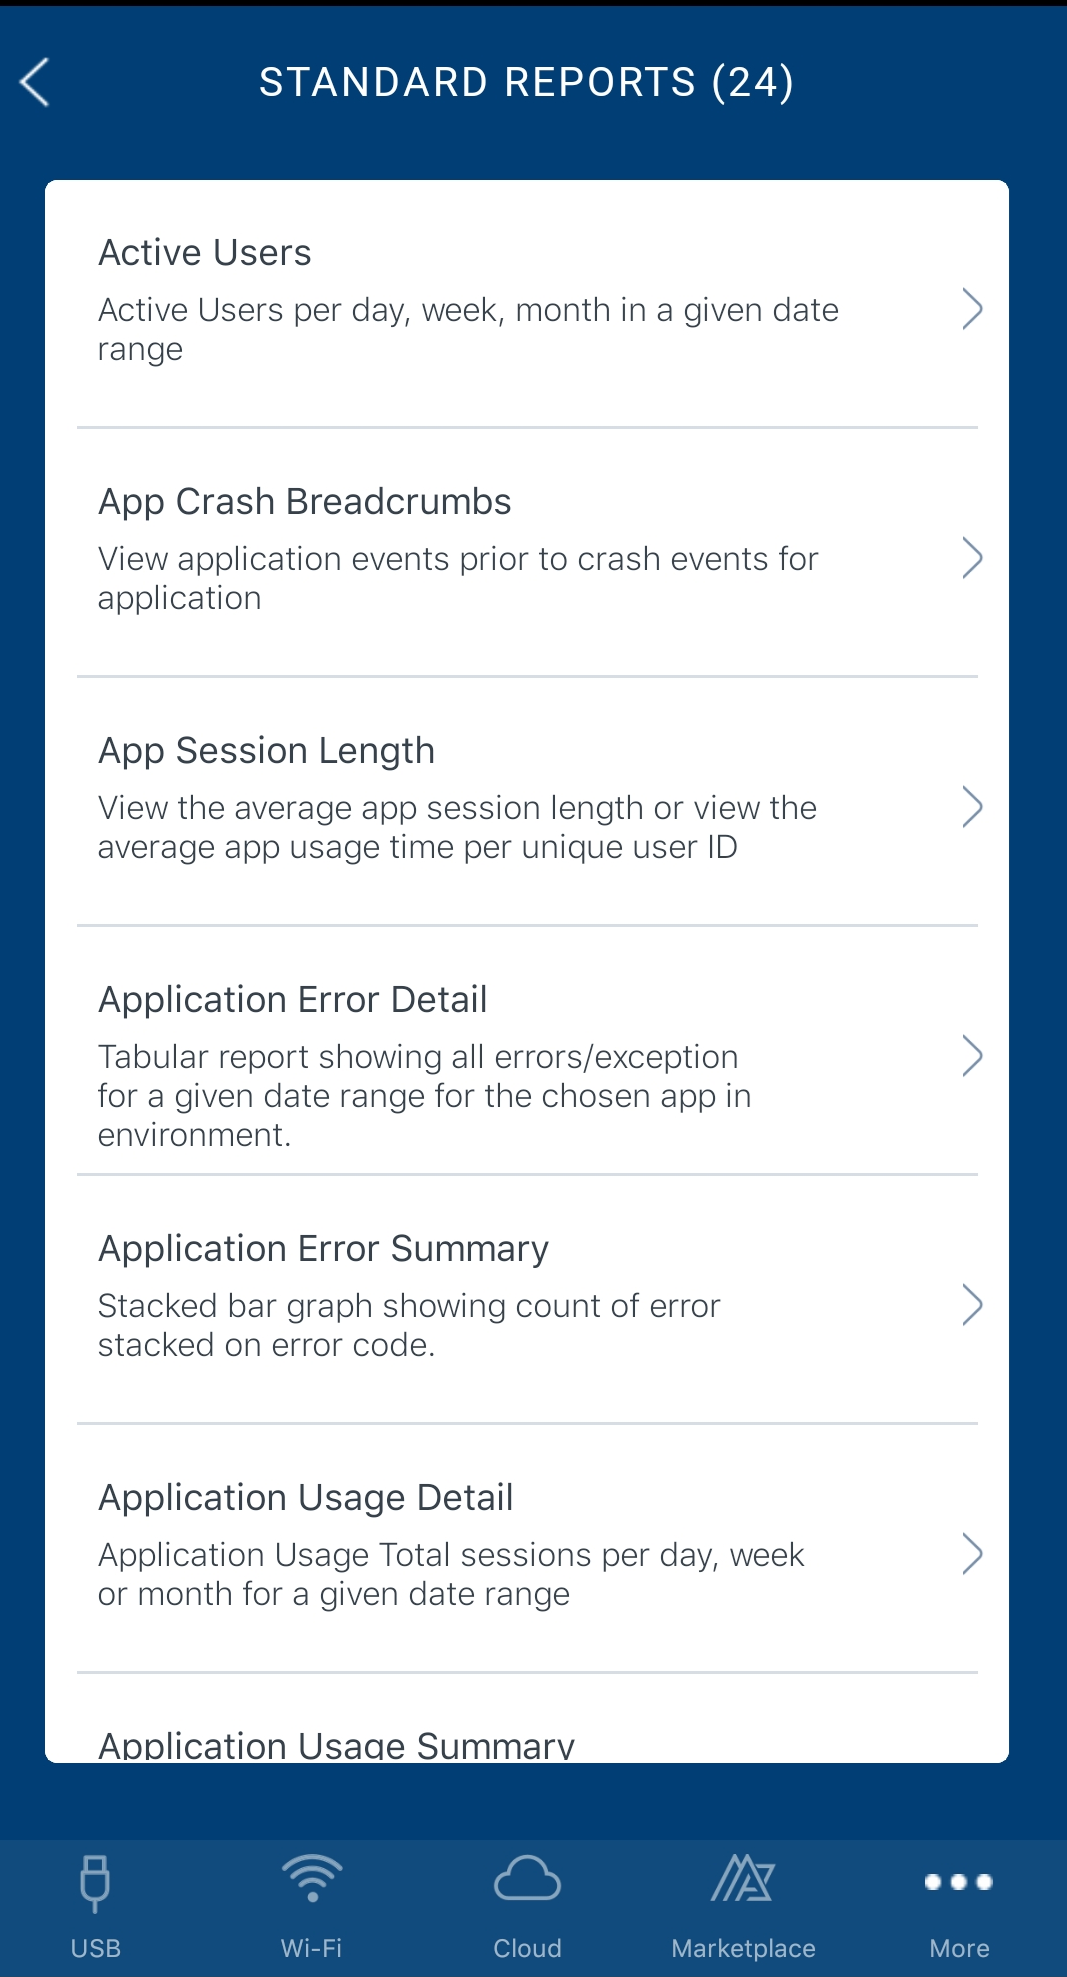 STANDARD REPORTS (24)
Active Users
Active Users per day, week, month in a given date
range
App Crash Breadcrumbs
View application events prior to crash events for
application
App Session Length
View the average app session length or view the
average app usage time per unique user ID
Application Error Detail
Tabular report showing all errors/exception
for a given date range for the chosen app in
environment.
Application Error Summary
Stacked bar graph showing count of error
stacked on error code.
Application Usage Detail
Application Usage Total sessions per day, week
or month for a given date range
Application Usage Summary
USB
Wi-Fi
Cloud
Marketplace
More